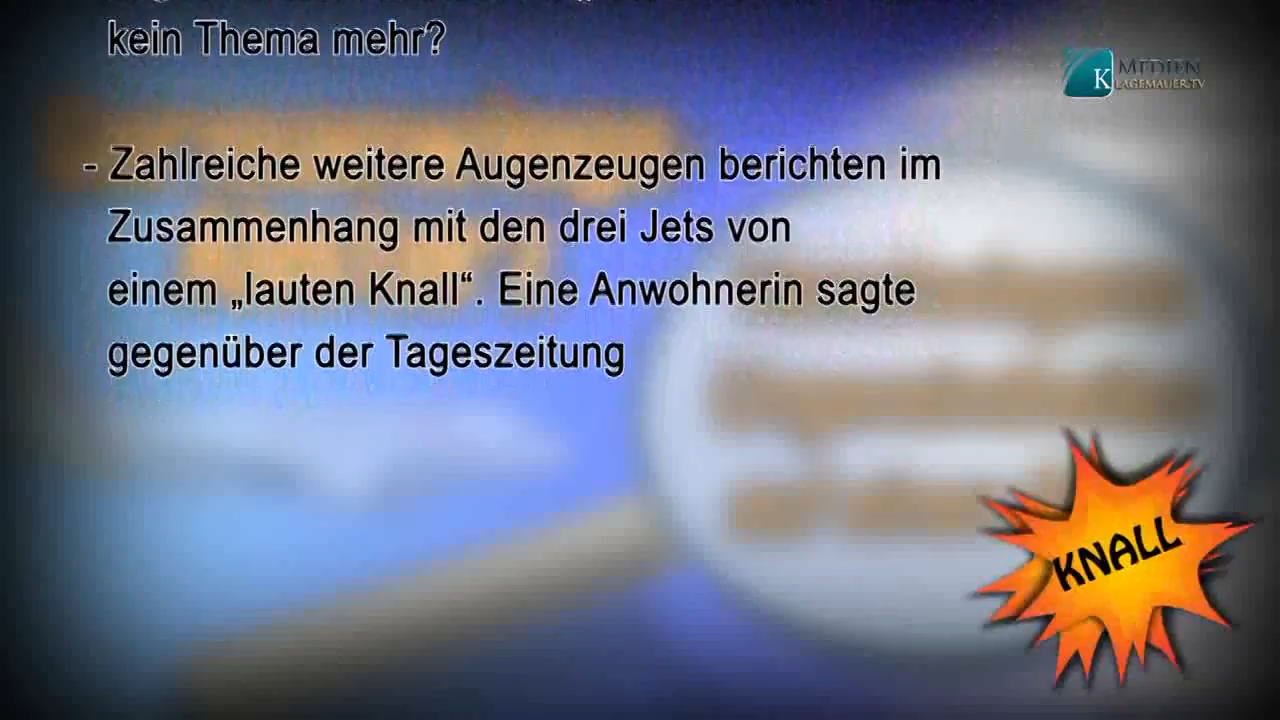 kein Thema mehr?
- Zahlreiche weitere Augenzeugen berichten im
Zusammenhang mit den drei Jets von
einem „lauten Knall“. Eine Anwohnerin sagte
gegenüber der Tageszeitung
MEDIEN
KLAGEMAUER.TV
KNALL